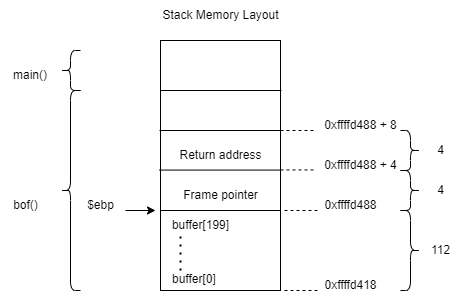 Stack Memory Layout
main()
0xffffd488 + 8
Return address
4
0xffffd488 + 4
Frame pointer
4
bof()
$ebp
0xffffd488
buffer[199]
112
buffer[0]
0xffffd418